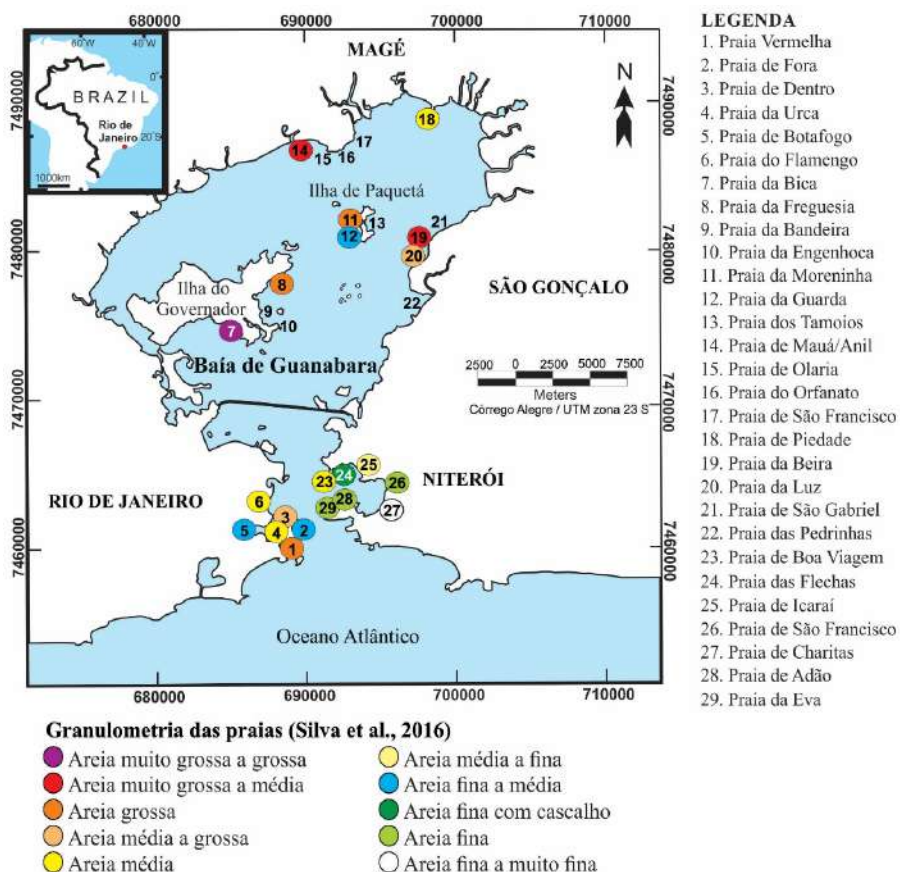 680000 690000 700000 710000
MAGÉ
60°W 40°W
0°
BRAZIL
Rio de
Janeiro
20°S
1000km
N
7490000
7490000
18
17
14
15 16
Ilha de Paquetá
11
13
12
21
19
20
7480000
7480000
8
SÃO GONÇALO
Ilha do
Governador
22
9
10
7
Baía de Guanabara
2500 0 2500 5000 7500
Meters
Córrego Alegre / UTM zona 23 S
7470000
7470000
25
24
23
26
NITERÓI
RIO DE JANEIRO
6
28
29
27
3
5
4
2
1
7460000
7460000
Oceano Atlântico
680000 690000 700000 710000
LEGENDA
1. Praia Vermelha
2. Praia de Fora
3. Praia de Dentro
4. Praia da Urca
5. Praia de Botafogo
6. Praia do Flamengo
7. Praia da Bica
8. Praia da Freguesia
9. Praia da Bandeira
10. Praia da Engenhoca
11. Praia da Moreninha
12. Praia da Guarda
13. Praia dos Tamoios
14. Praia de Mauá/Anil
15. Praia de Olaria
16. Praia do Orfanato
17. Praia de São Francisco
18. Praia de Piedade
19. Praia da Beira
20. Praia da Luz
21. Praia de São Gabriel
22. Praia das Pedrinhas
23. Praia de Boa Viagem
24. Praia das Flechas
25. Praia de Icaraí
26. Praia de São Francisco
27. Praia de Charitas
28. Praia de Adão
29. Praia da Eva
Granulometria das praias (Silva et al., 2016)
Areia muito grossa a grossa
Areia muito grossa a média
Areia grossa
Areia média a grossa
Areia média
Areia média a fina
Areia fina a média
Areia fina com cascalho
Areia fina
Areia fina a muito fina